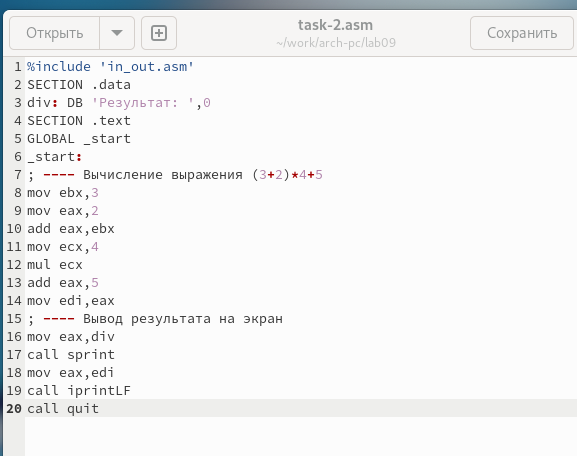 Открыть
task-2.asm
~/work/arch-pc/lab09
Сохранить
1 %include 'in_out.asm'
2 SECTION .data
3 div: DB 'Результат: ',0
4 SECTION .text
5 GLOBAL _start
6 _start:
7 ; ---- Вычисление выражения (3+2)*4+5
8 mov ebx,3
9 mov eax,2
10 add eax,ebx
11 mov ecx,4
12 mul ecx
13 add eax,5
14 mov edi,eax
15 ; ---- Вывод результата на экран
16 mov eax,div
17 call sprint
18 mov eax,edi
19 call iprintLF
20 call quit